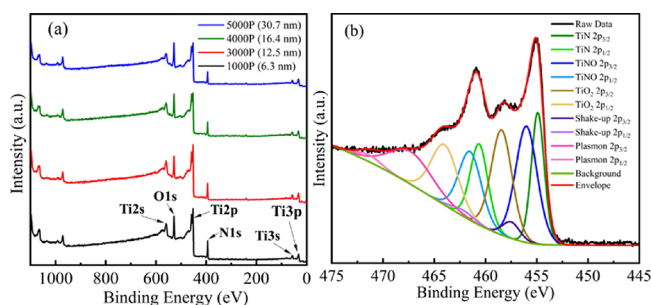 (a)
5000P (30.7 nm)
4000P (16.4 nm)
3000P (12.5 nm)
1000P (6.3 nm)
Ti2s
O1s
Ti2p
N1s
Ti3p
Ti3s
Intensity (a.u.)
1000 800 600 400 200 0
Binding Energy (eV)
(b)
Raw Data
TiN 2p3/2
TiN 2p1/2
TiNO 2p3/2
TiNO 2p1/2
TiO2 2p3/2
TiO2 2p1/2
Shake-up 2p3/2
Shake-up 2p1/2
Plasmon 2p3/2
Plasmon 2p1/2
Background
Envelope
Intensity (a.u.)
475 465 460 455 450 445
Binding Energy (eV)